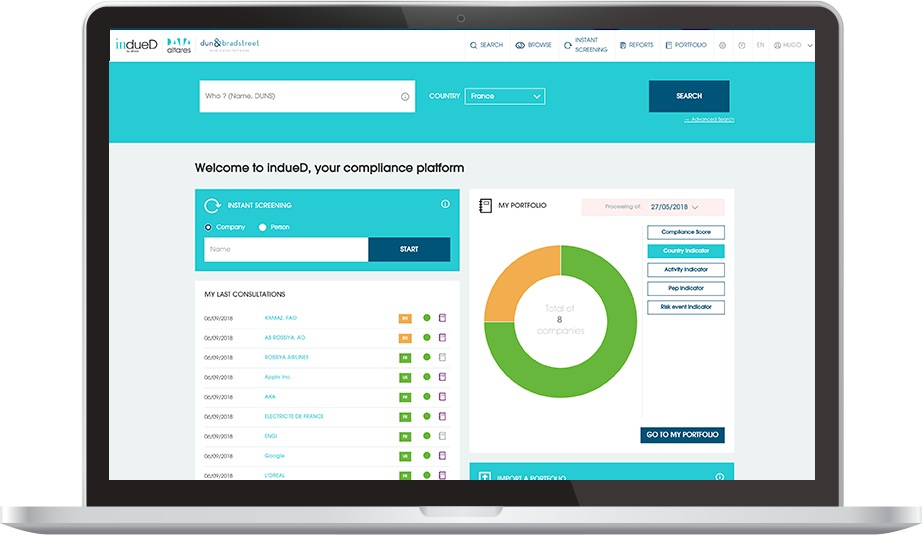 indueD
DATA
altares
dun&bradstreet
SEARCH
BROWSE
INSTANT
SCREENING
REPORTS
PORTFOLIO
EN
HUGO
Who ? (Name, DUNS)
COUNTRY
France
SEARCH
Advanced Search
Welcome to indueD, your compliance platform
INSTANT SCREENING
Company
Person
Name
START
MY PORTFOLIO
Processing of:
27/05/2018
Compliance Score
Country Indicator
Activity Indicator
Pep Indicator
Risk event Indicator
Total of
8
companies
GO TO MY PORTFOLIO
IMPORT A PORTFOLIO
MY LAST CONSULTATIONS
06/09/2018 KAMAZ, PAO RU
06/09/2018 AB ROSSIYA, AO RU
06/09/2018 ROSSIYA AIRLINES FR
06/09/2018 Apple Inc. US
06/09/2018 AKA FR
06/09/2018 ELECTRICITE DE FRANCE FR
06/09/2018 ENGI FR
06/09/2018 Google US
06/09/2018 L'OREAL FR